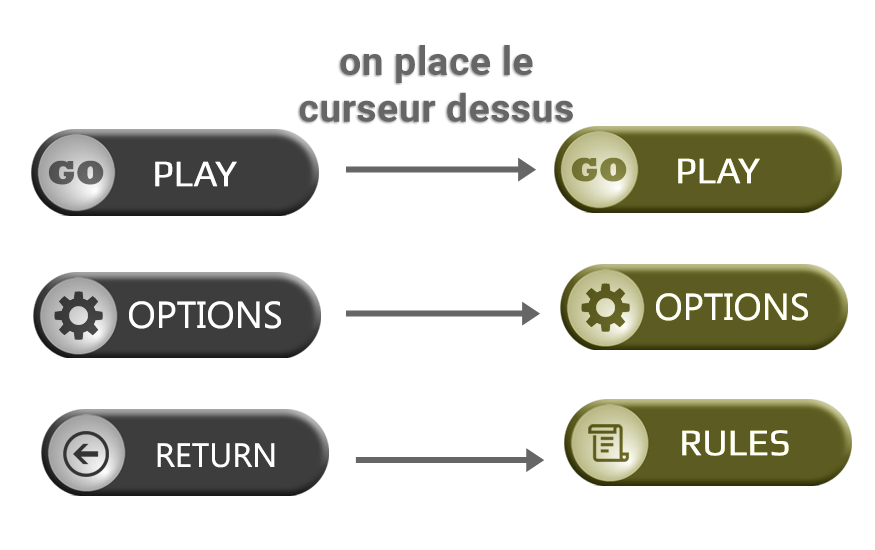 on place le
curseur dessus
GO PLAY
GO PLAY
OPTIONS
OPTIONS
RETURN
RULES